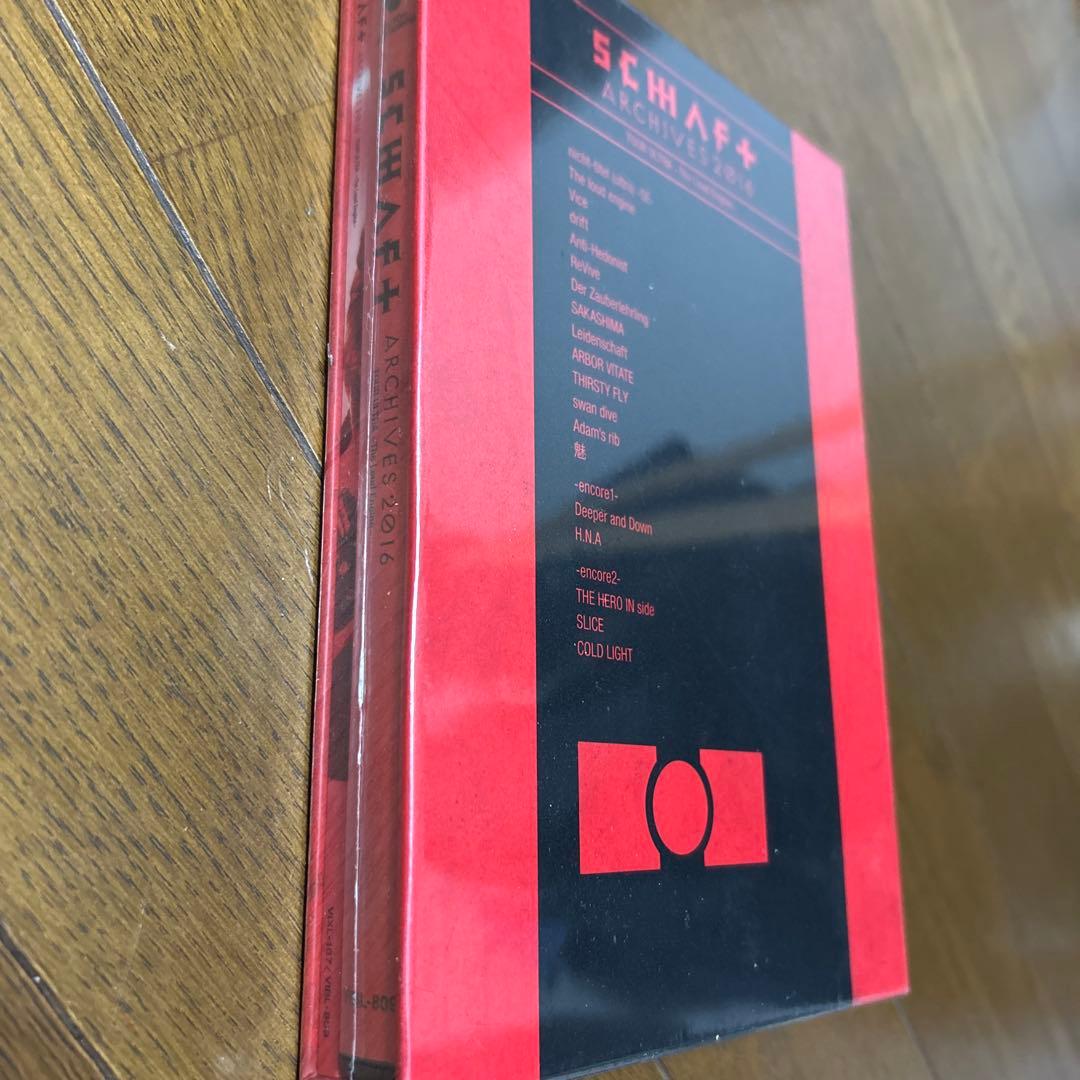 SCHAFT
ARCHIVES 2016
The loud engine
Vice
drift
Anti-Hedonist
ReVive
Der Zauberlehrling
SAKASHIMA
Leidenschaft
ARBOR VITATE
THIRSTY FLY
swan dive
Adam's rib
魅
-encore1-
Deeper and Down
H.N.A
-encore2-
THE HERO IN side
SLICE
COLD LIGHT
SCHAFT ARCHIVES 2016